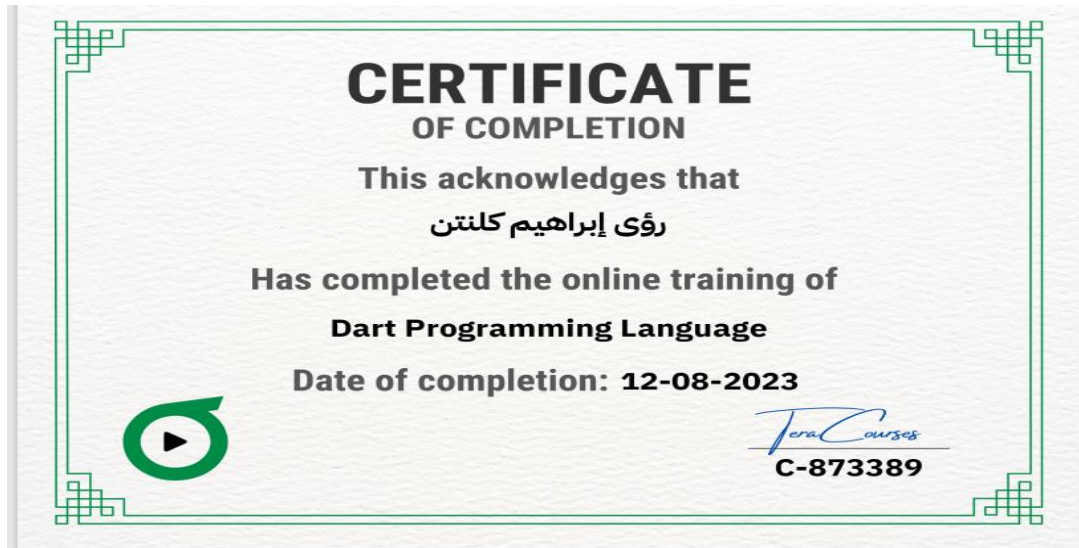 CERTIFICATE
OF COMPLETION
This acknowledges that
رؤى إبراهيم كلنتن
Has completed the online training of
Dart Programming Language
Date of completion: 12-08-2023
TeraCourses
C-873389